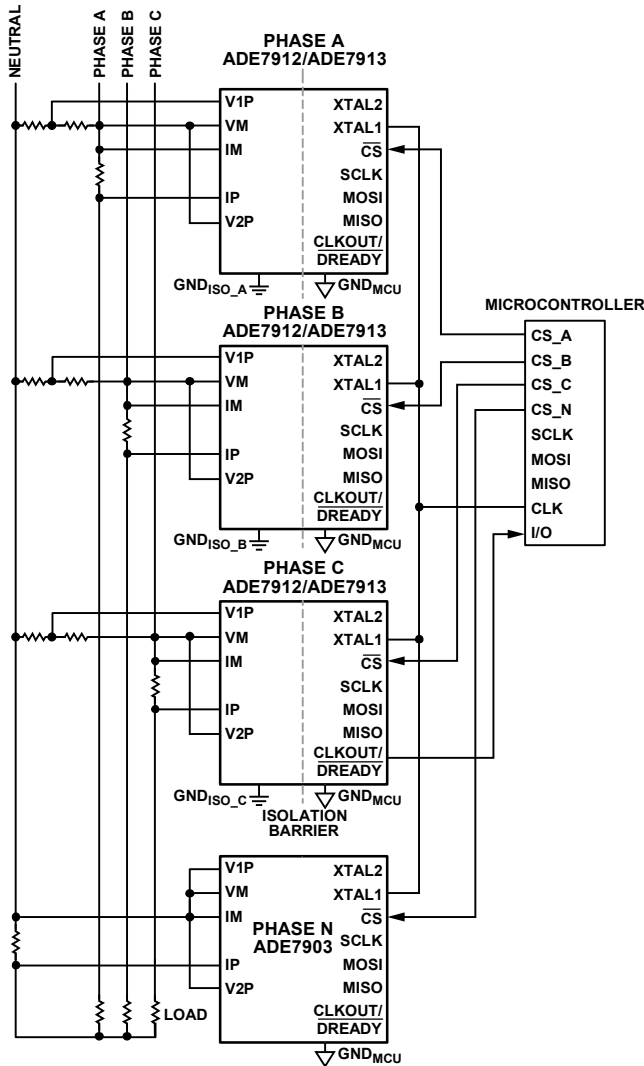 NEUTRAL
PHASE A
PHASE B
PHASE C
PHASE A
ADE7912/ADE7913
V1P
VM
IM
IP
V2P
XTAL2
XTAL1
CS
SCLK
MOSI
MISO
CLKOUT/
DREADY
GNDISO_A
GNDMCU
PHASE B
ADE7912/ADE7913
V1P
VM
IM
IP
V2P
XTAL2
XTAL1
CS
SCLK
MOSI
MISO
CLKOUT/
DREADY
GNDISO_B
GNDMCU
PHASE C
ADE7912/ADE7913
V1P
VM
IM
IP
V2P
XTAL2
XTAL1
CS
SCLK
MOSI
MISO
CLKOUT/
DREADY
GNDISO_C
GNDMCU
ISOLATION
BARRIER
V1P
VM
IM
IP
V2P
PHASE N
ADE7903
XTAL2
XTAL1
CS
SCLK
MOSI
MISO
CLKOUT/
DREADY
GNDMCU
LOAD
MICROCONTROLLER
CS_A
CS_B
CS_C
CS_N
SCLK
MOSI
MISO
CLK
I/O